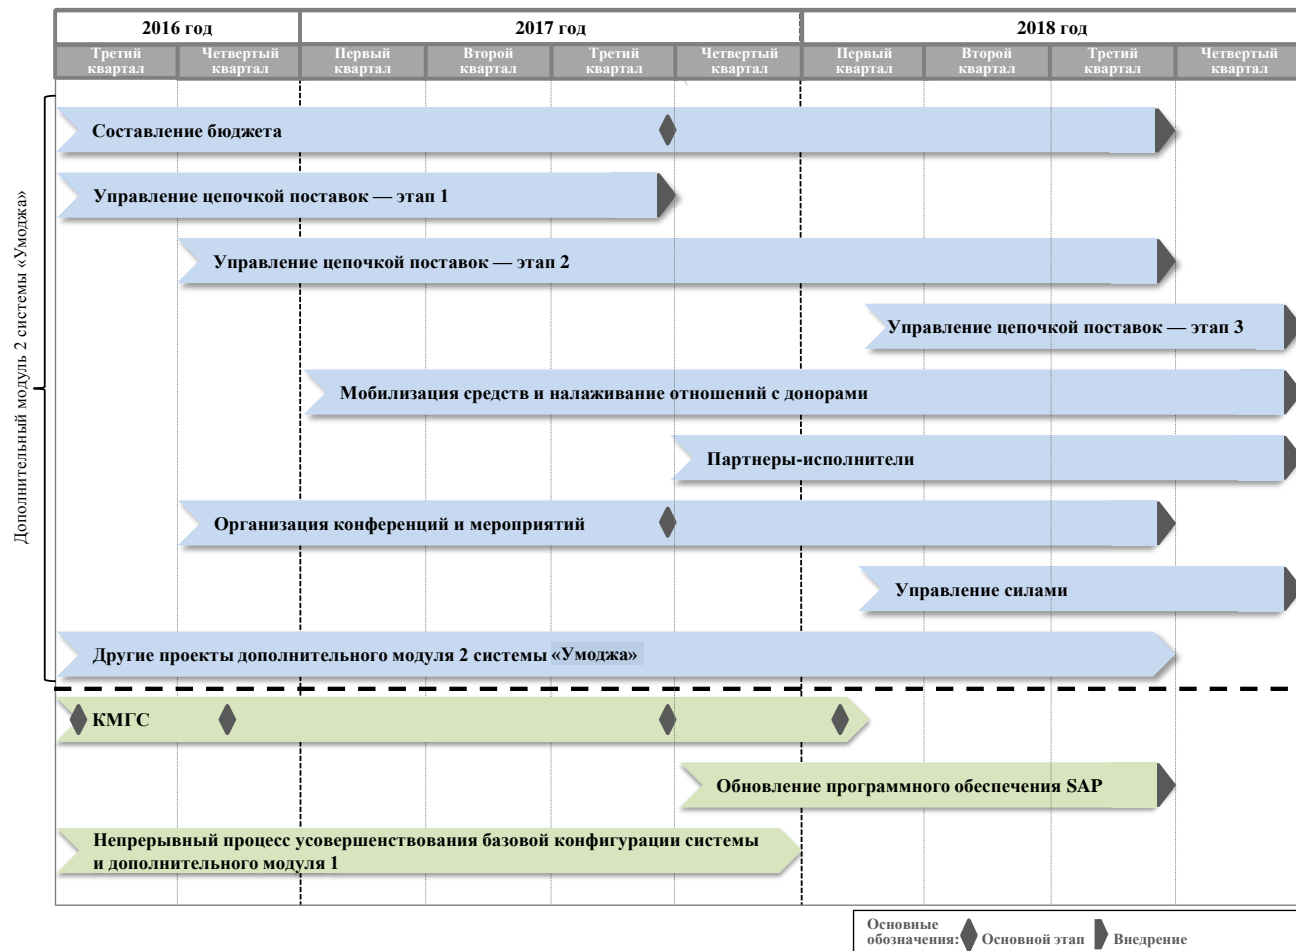 2016 год
2017 год
2018 год
Третий
квартал
Четвертый
квартал
Первый
квартал
Второй
квартал
Третий
квартал
Четвертый
квартал
Первый
квартал
Второй
квартал
Третий
квартал
Четвертый
квартал
Дополнительный модуль 2 системы «Умоджа»
Составление бюджета
Управление цепочкой поставок — этап 1
Управление цепочкой поставок — этап 2
Управление цепочкой поставок — этап 3
Мобилизация средств и налаживание отношений с донорами
Партнеры-исполнители
Организация конференций и мероприятий
Управление силами
Другие проекты дополнительного модуля 2 системы «Умоджа»
КМГС
Обновление программного обеспечения SAP
Непрерывный процесс усовершенствования базовой конфигурации системы
и дополнительного модуля 1
Основные
обозначения: Основной этап Внедрение